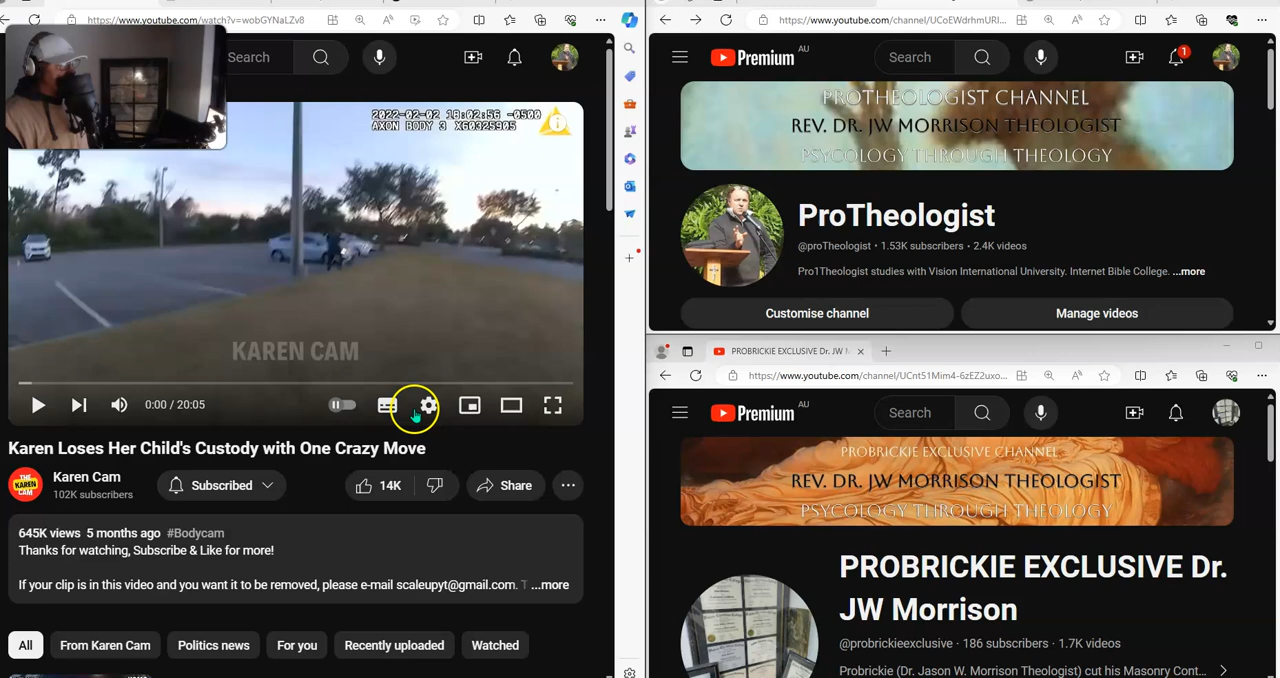 https://www.youtube.com/watch?v=wobGYNaLZv8
Search
2022-02-02 18:02:56 -0500
AXON BODY 3 X60325905
KAREN CAM
0:00 / 20:05
Karen Loses Her Child's Custody with One Crazy Move
THE KAREN CAM
Karen Cam
102K subscribers
Subscribed
14K
Share
645K views 5 months ago #Bodycam
Thanks for watching, Subscribe & Like for more!
If your clip is in this video and you want it to be removed, please e-mail scaleupyt@gmail.com. T ...more
All
From Karen Cam
Politics news
For you
Recently uploaded
Watched
https://www.youtube.com/channel/UCoEWdrhmURI...
Premium
AU
Search
1
PROTHEOLOGIST CHANNEL
REV. DR. JW MORRISON THEOLOGIST
PSYCOLOGY THROUGH THEOLOGY
ProTheologist
@proTheologist • 1.53K subscribers • 2.4K videos
Pro1Theologist studies with Vision International University. Internet Bible College. ...more
Customise channel
Manage videos
PROBRICKIE EXCLUSIVE Dr. JW M
https://www.youtube.com/channel/UCnt51Mim4-6zEZ2uxo...
Premium
AU
Search
PROBRICKIE EXCLUSIVE CHANNEL
REV. DR. JW MORRISON THEOLOGIST
PSYCOLOGY THROUGH THEOLOGY
PROBRICKIE EXCLUSIVE Dr.
JW Morrison
@probrickieexclusive · 186 subscribers · 1.7K videos
Probrickie (Dr. Jason W. Morrison Theologist) cut his Masonry Cont...